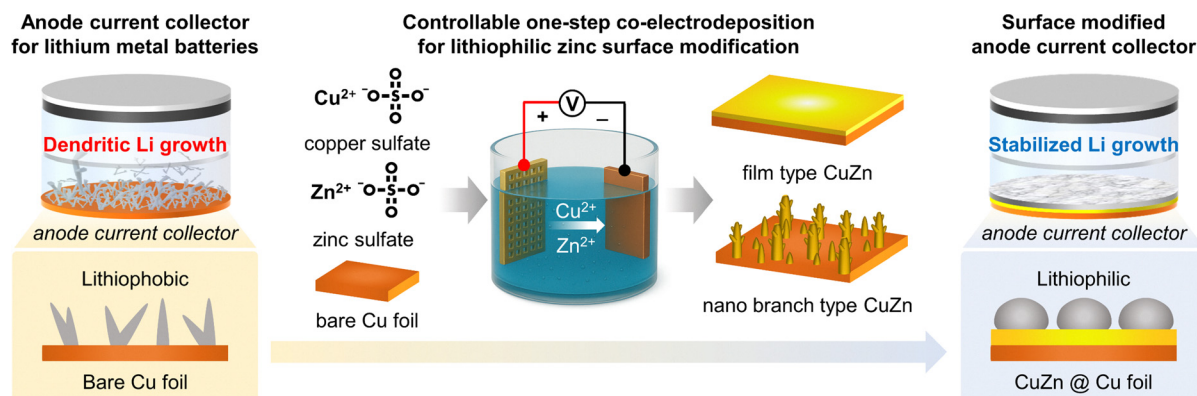 Anode current collector
for lithium metal batteries
Dendritic Li growth
anode current collector
Lithiophobic
Bare Cu foil
Controllable one-step co-electrodeposition
for lithiophilic zinc surface modification
Cu²⁺ ⁻O-S-O⁻
O
O
copper sulfate
Zn²⁺ ⁻O-S-O⁻
O
O
zinc sulfate
bare Cu foil
V
+ −
Cu²⁺
Zn²⁺
film type CuZn
nano branch type CuZn
Surface modified
anode current collector
Stabilized Li growth
anode current collector
Lithiophilic
CuZn @ Cu foil